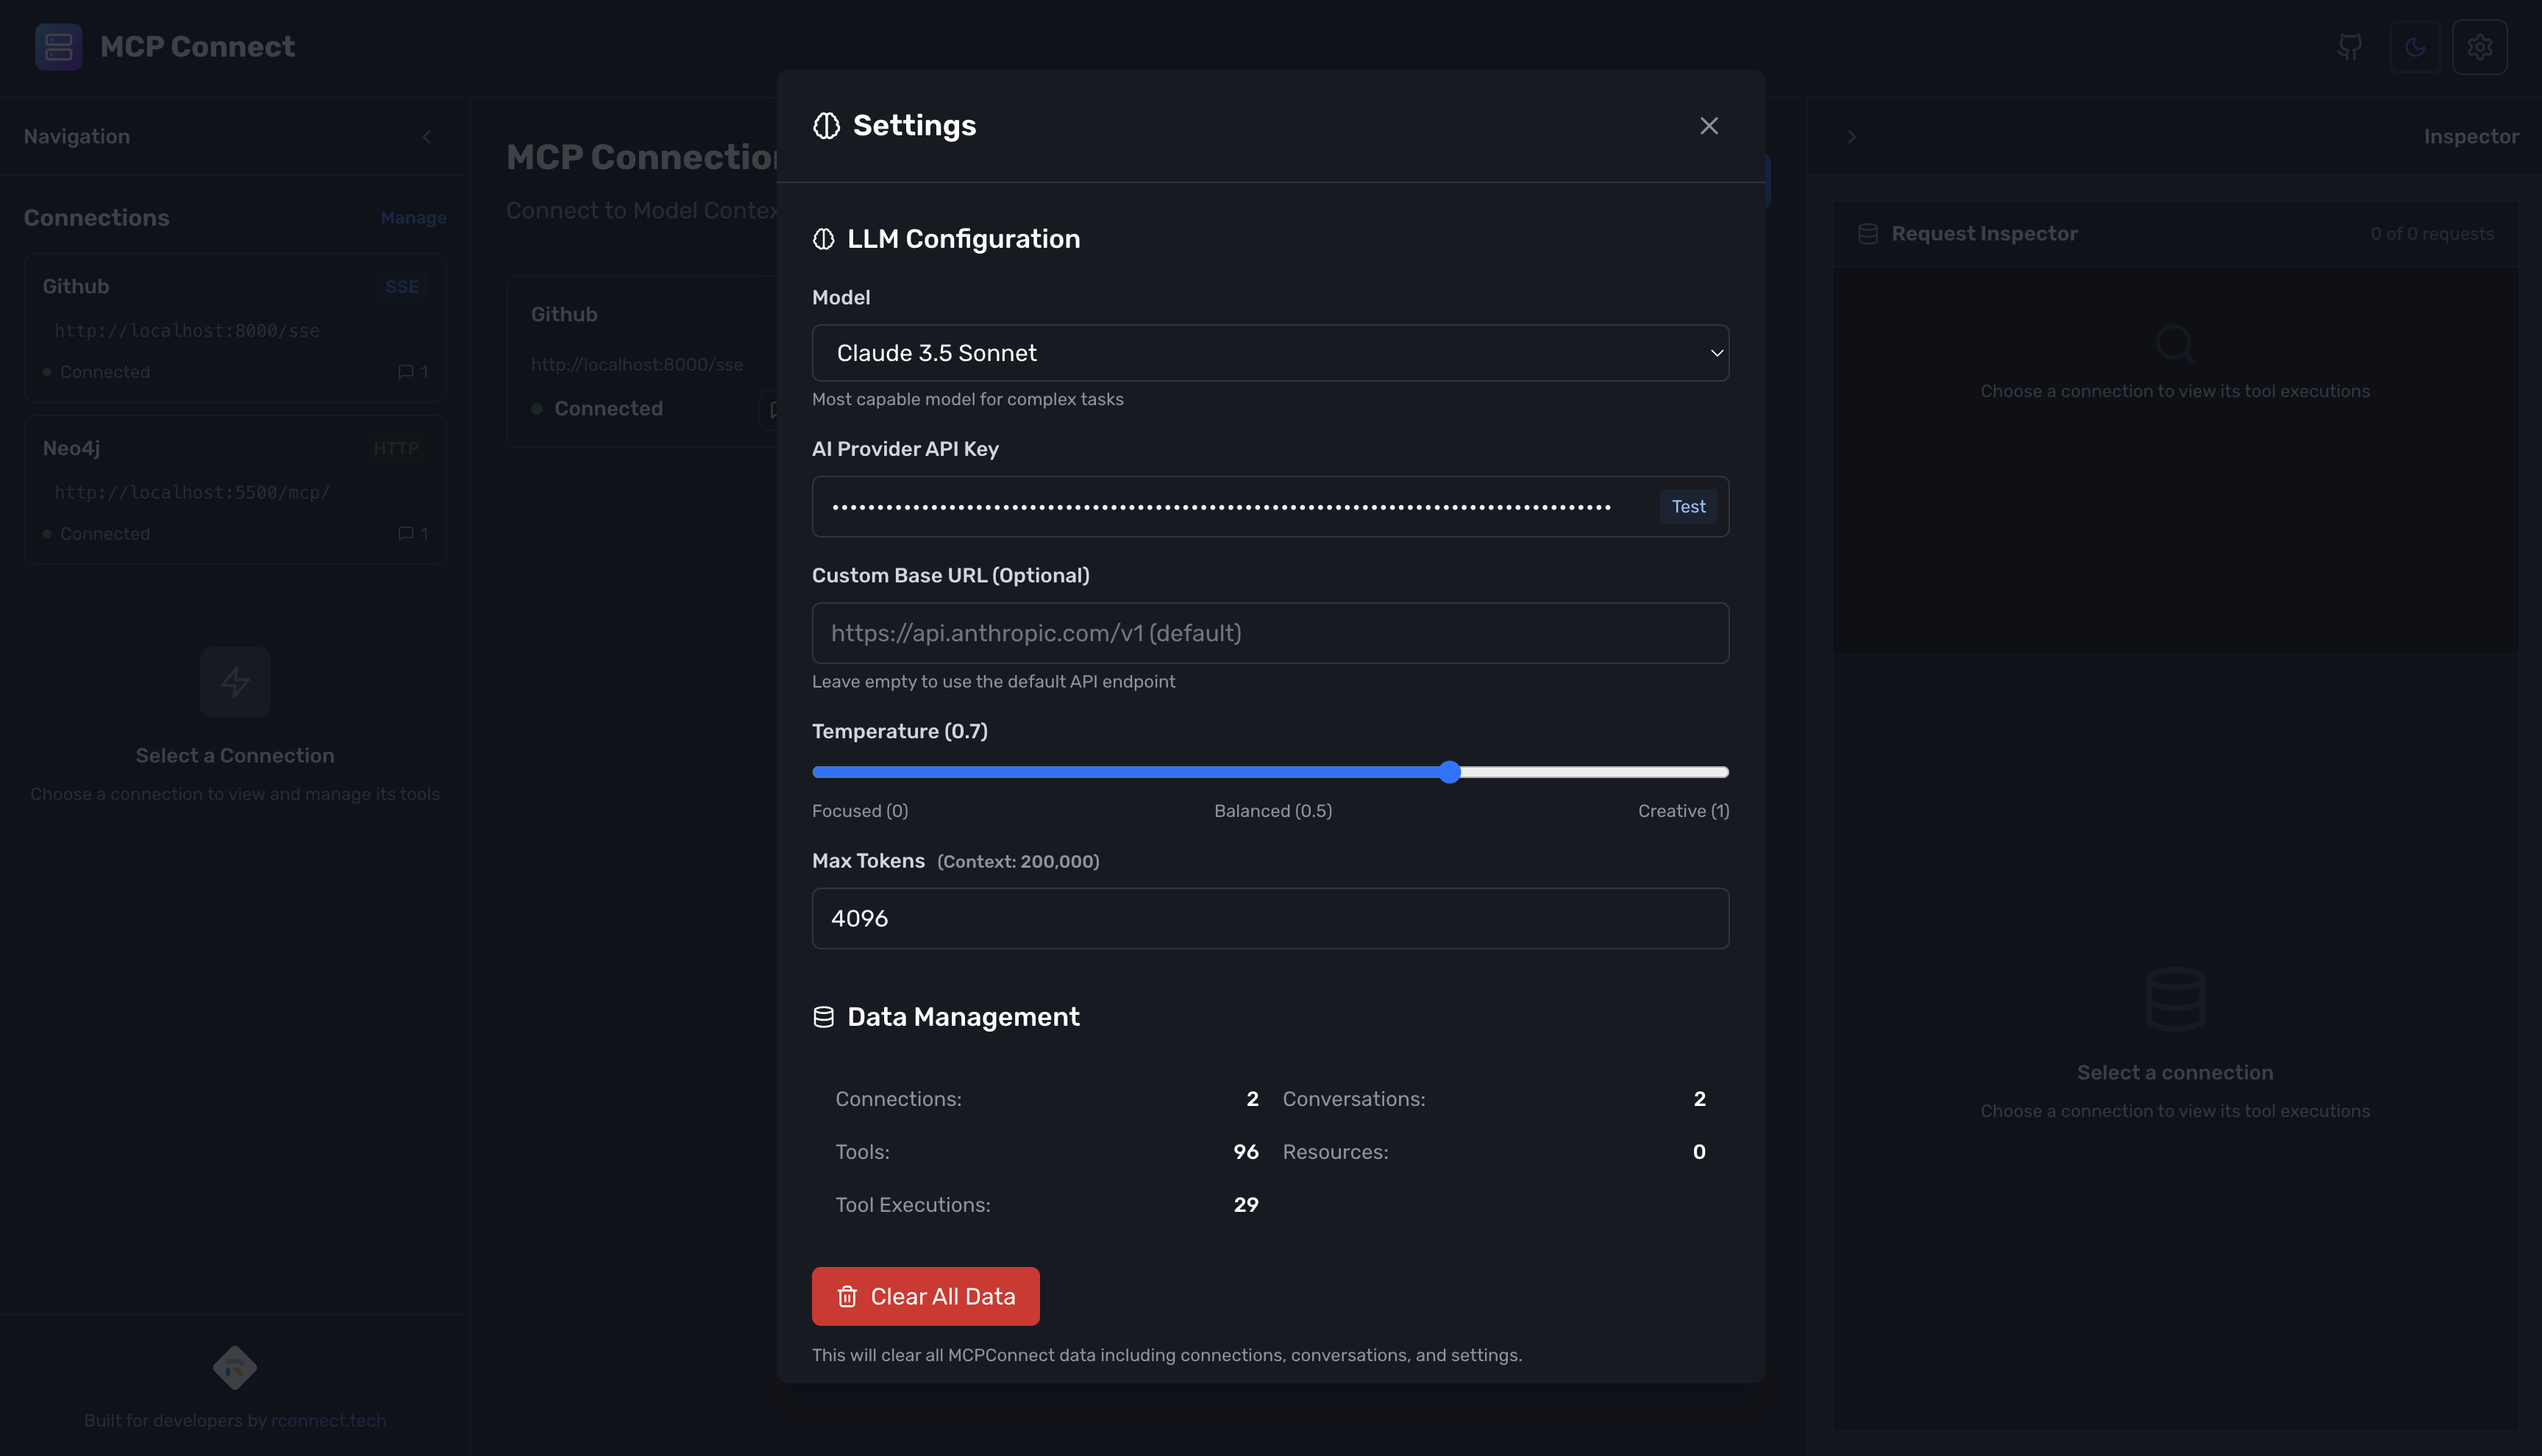 MCP Connect
Navigation
Connections
Manage
Github
SSE
http://localhost:8000/sse
Connected
1
Neo4j
HTTP
http://localhost:5500/mcp/
Connected
1
Select a Connection
Choose a connection to view and manage its tools
Built for developers by rconnect.tech
MCP Connection
Connect to Model Contex
Github
http://localhost:8000/sse
Connected
Settings
LLM Configuration
Model
Claude 3.5 Sonnet
Most capable model for complex tasks
AI Provider API Key
Test
Custom Base URL (Optional)
https://api.anthropic.com/v1 (default)
Leave empty to use the default API endpoint
Temperature (0.7)
Focused (0)
Balanced (0.5)
Creative (1)
Max Tokens (Context: 200,000)
4096
Data Management
Connections: 2
Conversations: 2
Tools: 96
Resources: 0
Tool Executions: 29
Clear All Data
This will clear all MCPConnect data including connections, conversations, and settings.
Inspector
Request Inspector
0 of 0 requests
Choose a connection to view its tool executions
Select a connection
Choose a connection to view its tool executions